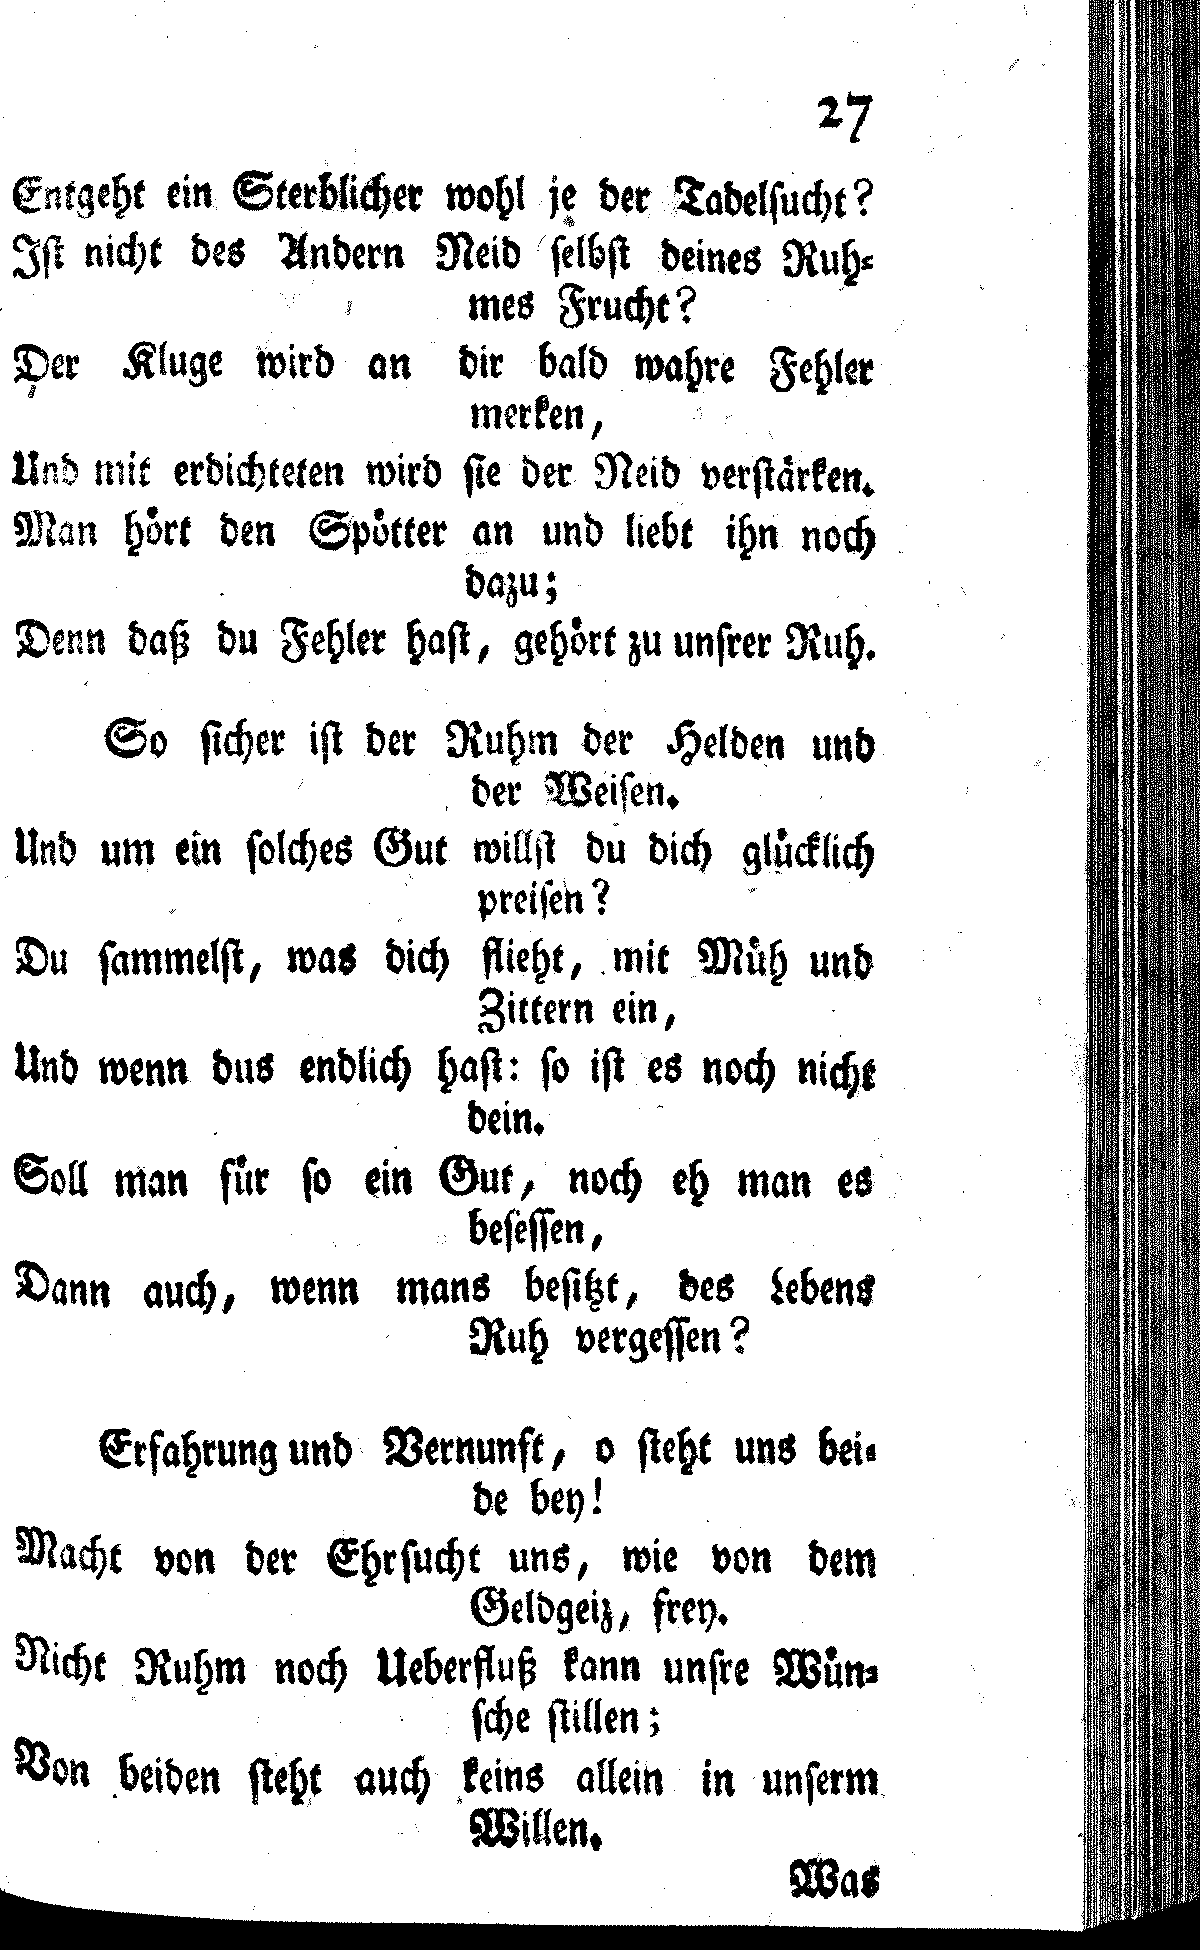 27
Entgeht ein Sterblicher wohl je der Tadelsucht?
Ist nicht des Andern Neid selbst deines Ruh-
mes Frucht?
Der Kluge wird an dir bald wahre Fehler
merken,
Und mit erdichteten wird sie der Neid verstärken.
Man hört den Spötter an und liebt ihn noch
dazu;
Denn daß du Fehler hast, gehört zu unsrer Ruh.
So sicher ist der Ruhm der Helden und
der Weisen.
Und um ein solches Gut willst du dich glücklich
preisen?
Du sammelst, was dich flieht, mit Müh und
Zittern ein,
Und wenn dus endlich hast: so ist es noch nicht
dein.
Soll man für so ein Gut, noch eh man es
besessen,
Dann auch, wenn mans besitzt, des Lebens
Ruh vergessen?
Erfahrung und Vernunft, o steht uns bei-
de bey!
Macht von der Ehrsucht uns, wie von dem
Geldgeiz, frey.
Nicht Ruhm noch Ueberfluß kann unsre Wün-
sche stillen;
Von beiden steht auch keins allein in unserm
Willen.
Was